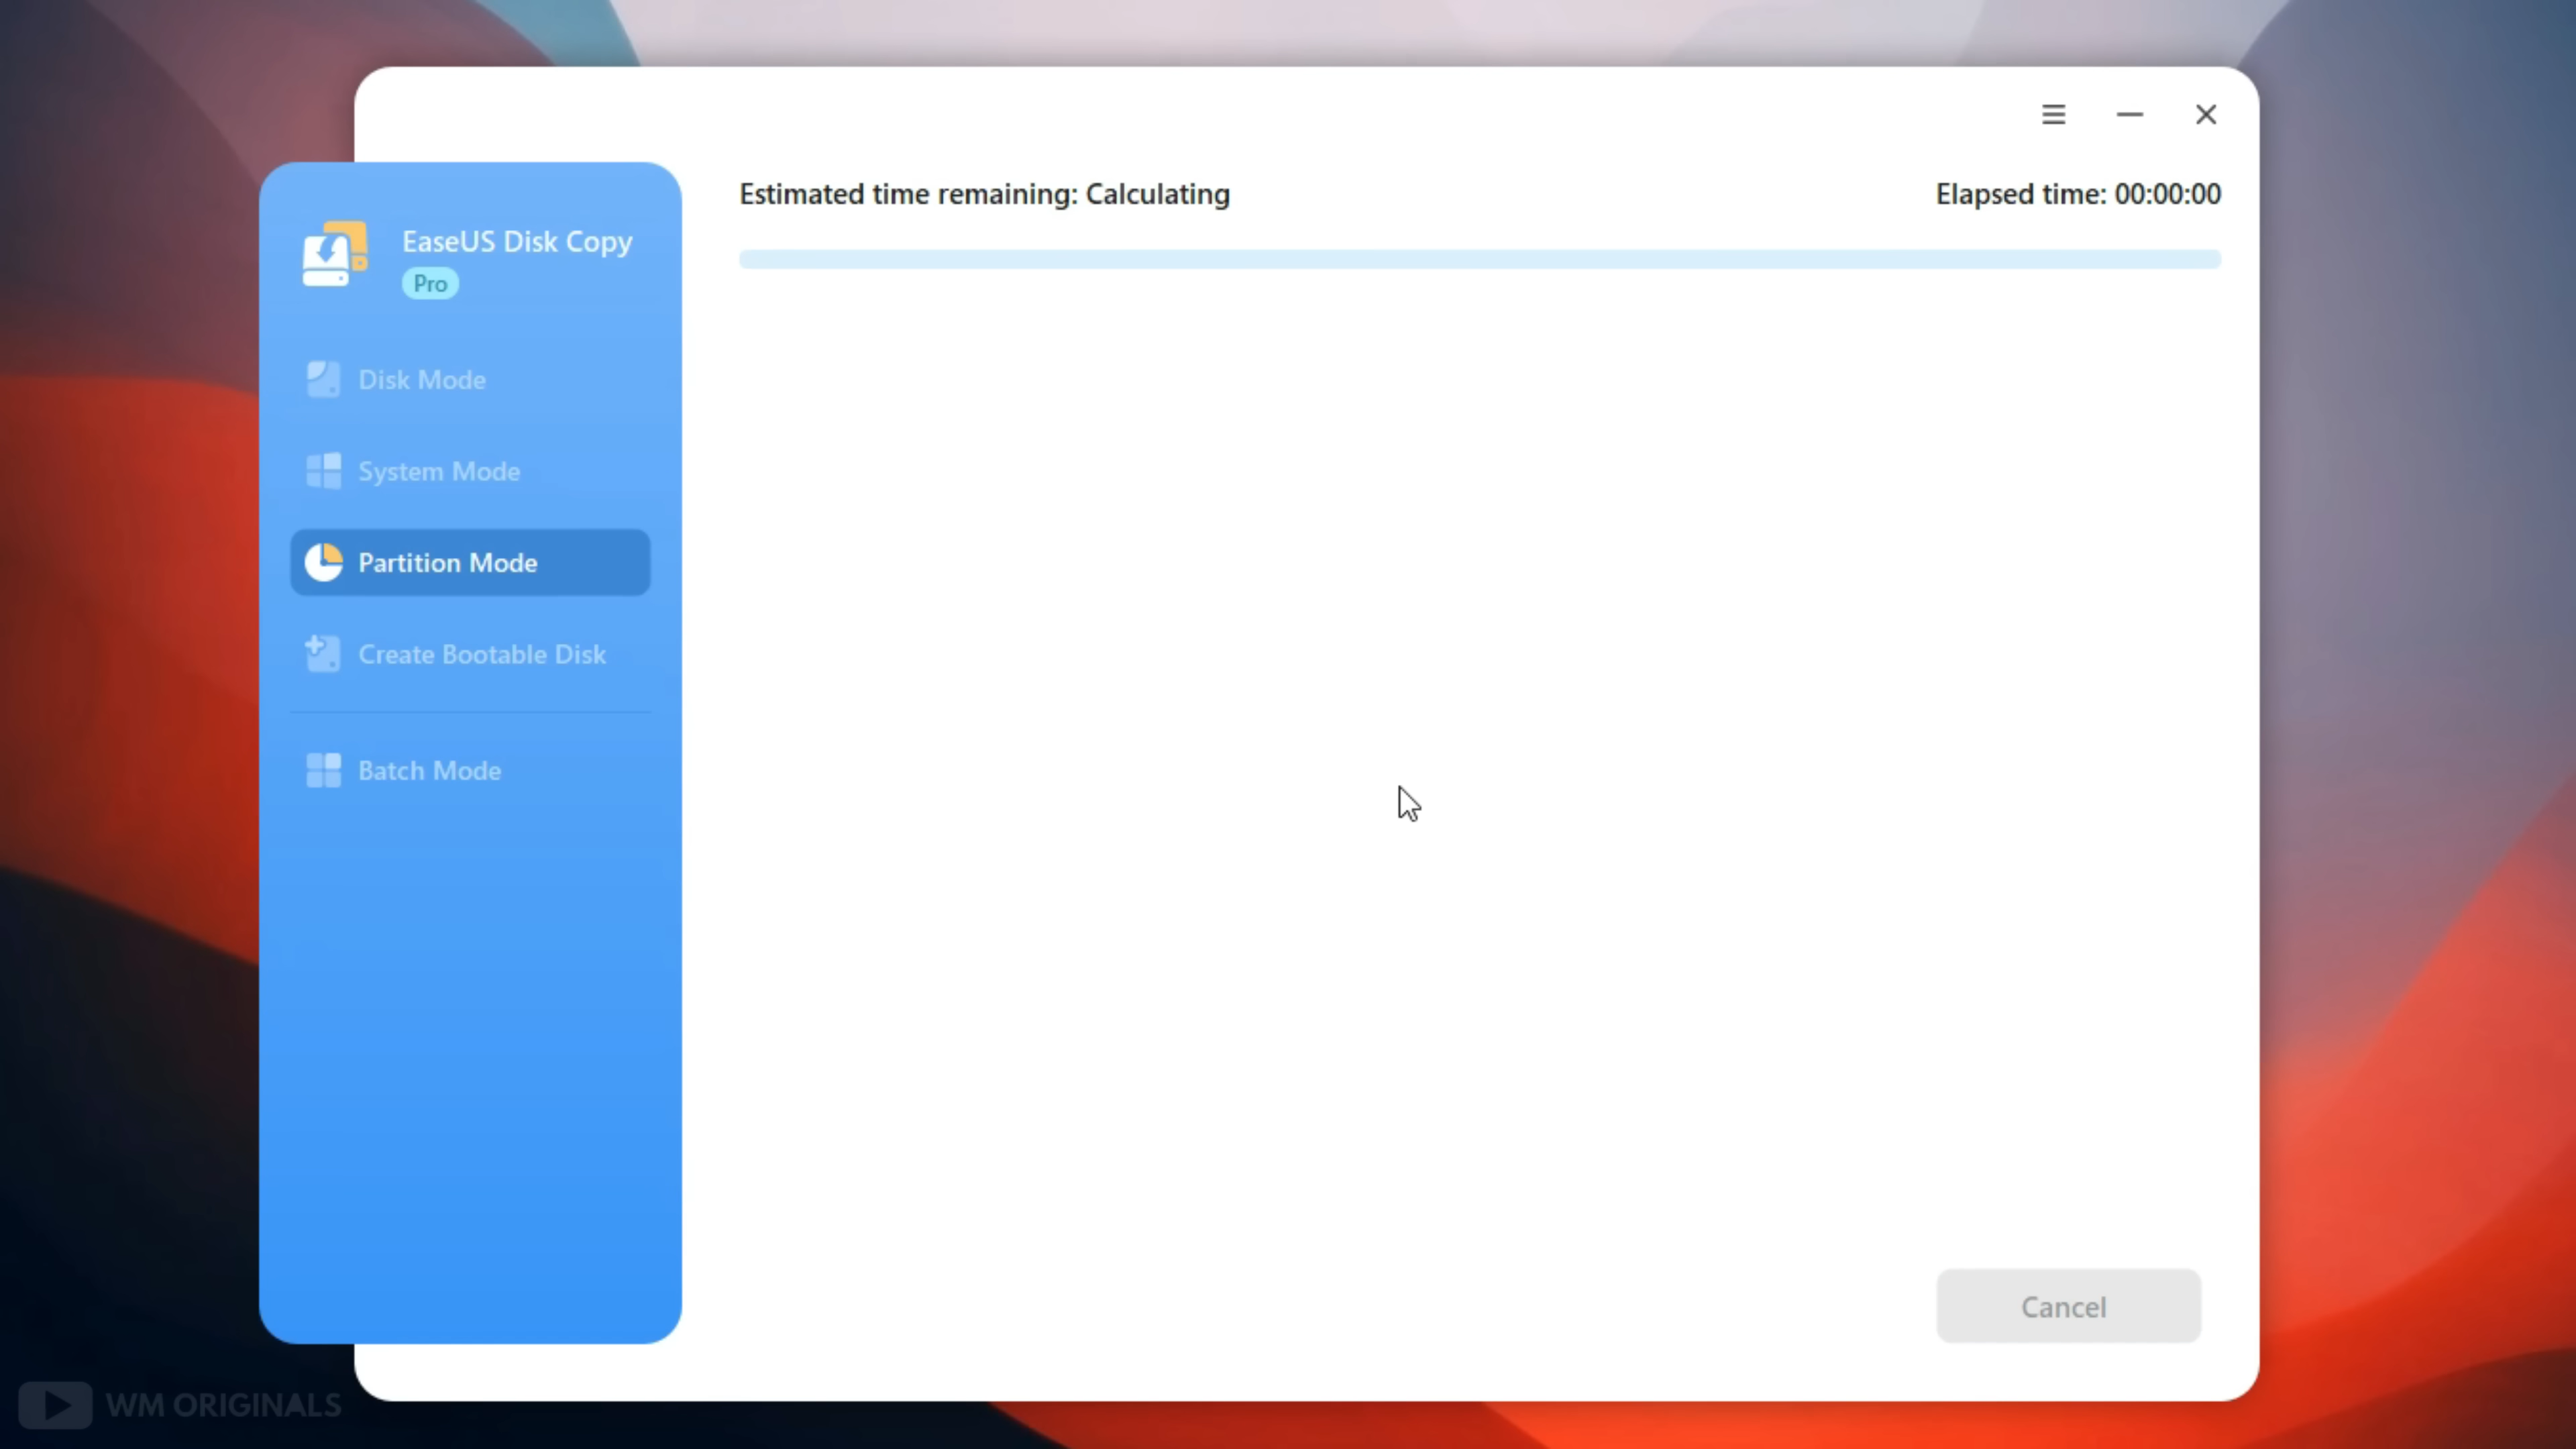 Estimated time remaining: Calculating
Elapsed time: 00:00:00
EaseUS Disk Copy
Pro
Disk Mode
System Mode
Partition Mode
Create Bootable Disk
Batch Mode
Cancel
WM ORIGINALS